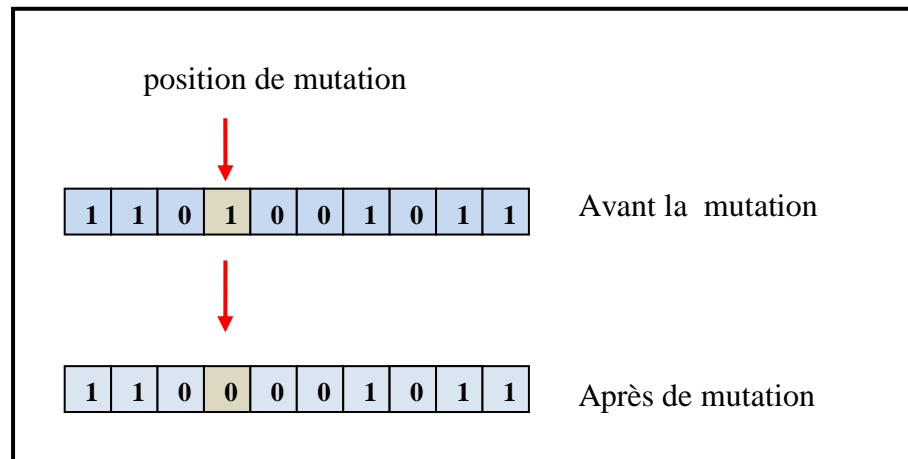 position de mutation
1 1 0 1 0 0 1 0 1 1
Avant la mutation
1 1 0 0 0 0 1 0 1 1
Après de mutation